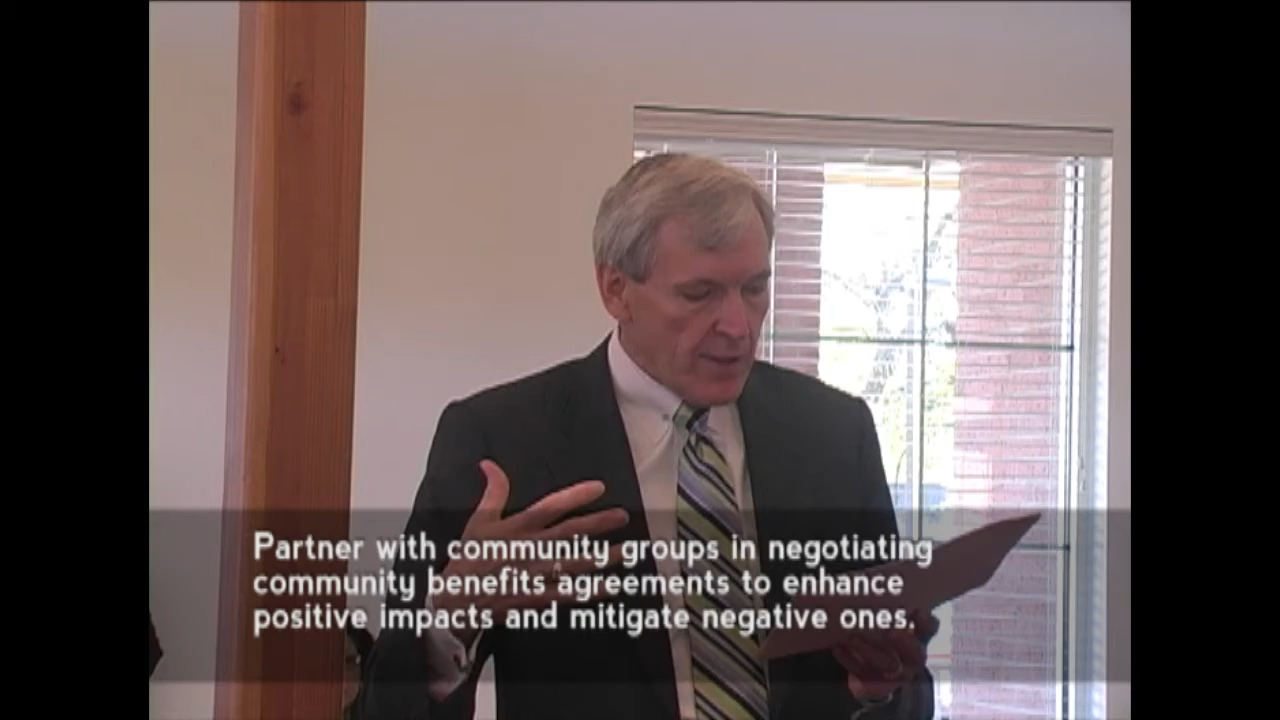 Partner with community groups in negotiating
community benefits agreements to enhance
positive impacts and mitigate negative ones.